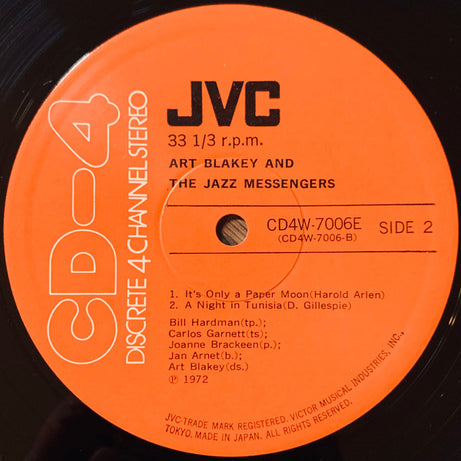 CD-4
DISCRETE 4 CHANNEL STEREO
JVC
33 1/3 r.p.m.
ART BLAKEY AND
THE JAZZ MESSENGERS
CD4W-7006E
(CD4W-7006-B)
SIDE 2
1. It's Only a Paper Moon(Harold Arlen)
2. A Night in Tunisia(D. Gillespie)
Bill Hardman(tp.);
Carlos Garnett(ts);
Joanne Brackeen(p.);
Jan Arnet(b.);
Art Blakey(ds.)
℗ 1972
JVC-TRADE MARK REGISTERED. VICTOR MUSICAL INDUSTRIES, INC.,
TOKYO. MADE IN JAPAN. ALL RIGHTS RESERVED.